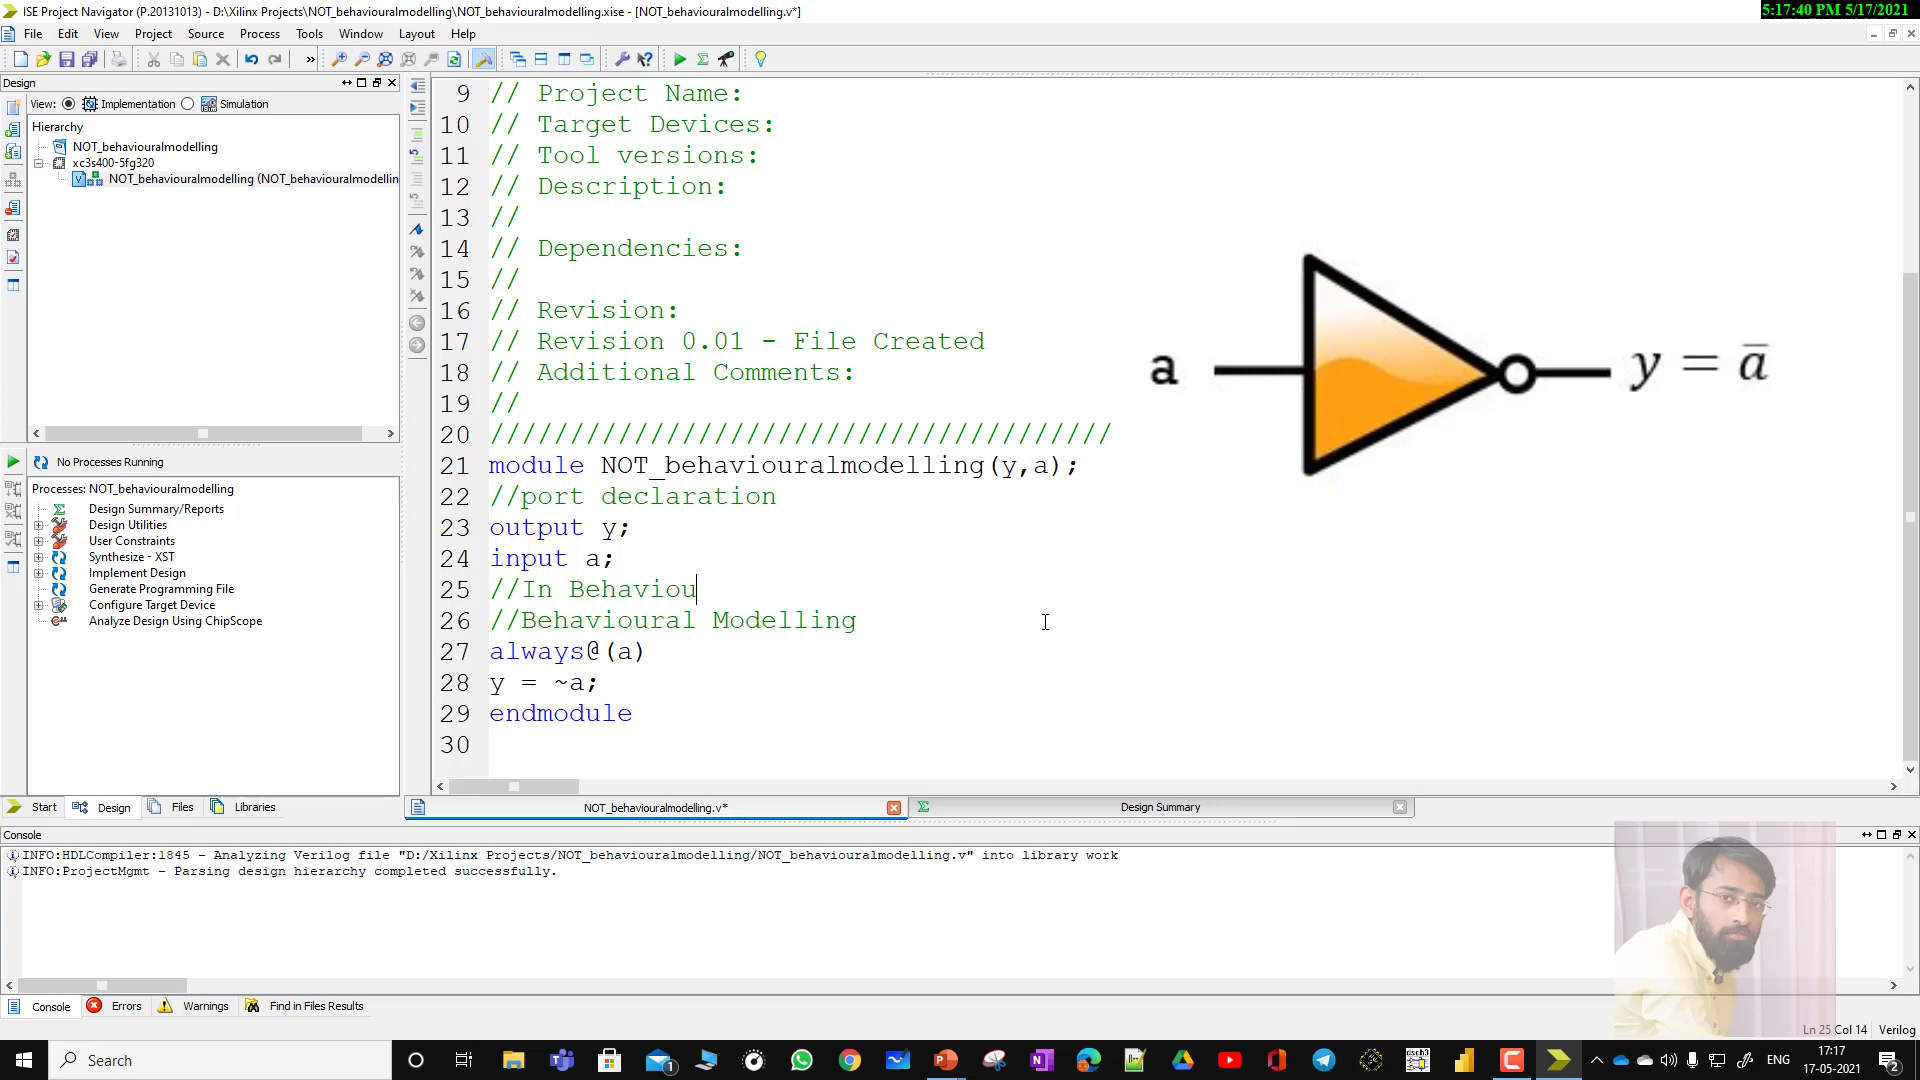 ISE Project Navigator (P.20131013) - D:\Xilinx Projects\NOT_behaviouralmodelling\NOT_behaviouralmodelling.xise - [NOT_behaviouralmodelling.v*]
5:17:40 PM 5/17/2021
File Edit View Project Source Process Tools Window Layout Help
Design
View: Implementation Simulation
Hierarchy
NOT_behaviouralmodelling
xc3s400-5fg320
NOT_behaviouralmodelling (NOT_behaviouralmodellin
No Processes Running
Processes: NOT_behaviouralmodelling
Design Summary/Reports
Design Utilities
User Constraints
Synthesize - XST
Implement Design
Generate Programming File
Configure Target Device
Analyze Design Using ChipScope
Start Design Files Libraries
9 // Project Name:
10 // Target Devices:
11 // Tool versions:
12 // Description:
13 //
14 // Dependencies:
15 //
16 // Revision:
17 // Revision 0.01 - File Created
18 // Additional Comments:
19 //
20 ///////////////////////////////////////
21 module NOT_behaviouralmodelling(y,a);
22 //port declaration
23 output y;
24 input a;
25 //In Behaviou
26 //Behavioural Modelling
27 always@(a)
28 y = ~a;
29 endmodule
30
a
y = a̅
NOT_behaviouralmodelling.v*
Design Summary
Console
INFO:HDLCompiler:1845 - Analyzing Verilog file "D:/Xilinx Projects/NOT_behaviouralmodelling/NOT_behaviouralmodelling.v" into library work
INFO:ProjectMgmt - Parsing design hierarchy completed successfully.
Console Errors Warnings Find in Files Results
Ln 25 Col 14 Verilog
Search
dsch3
ENG
17:17
17-05-2021